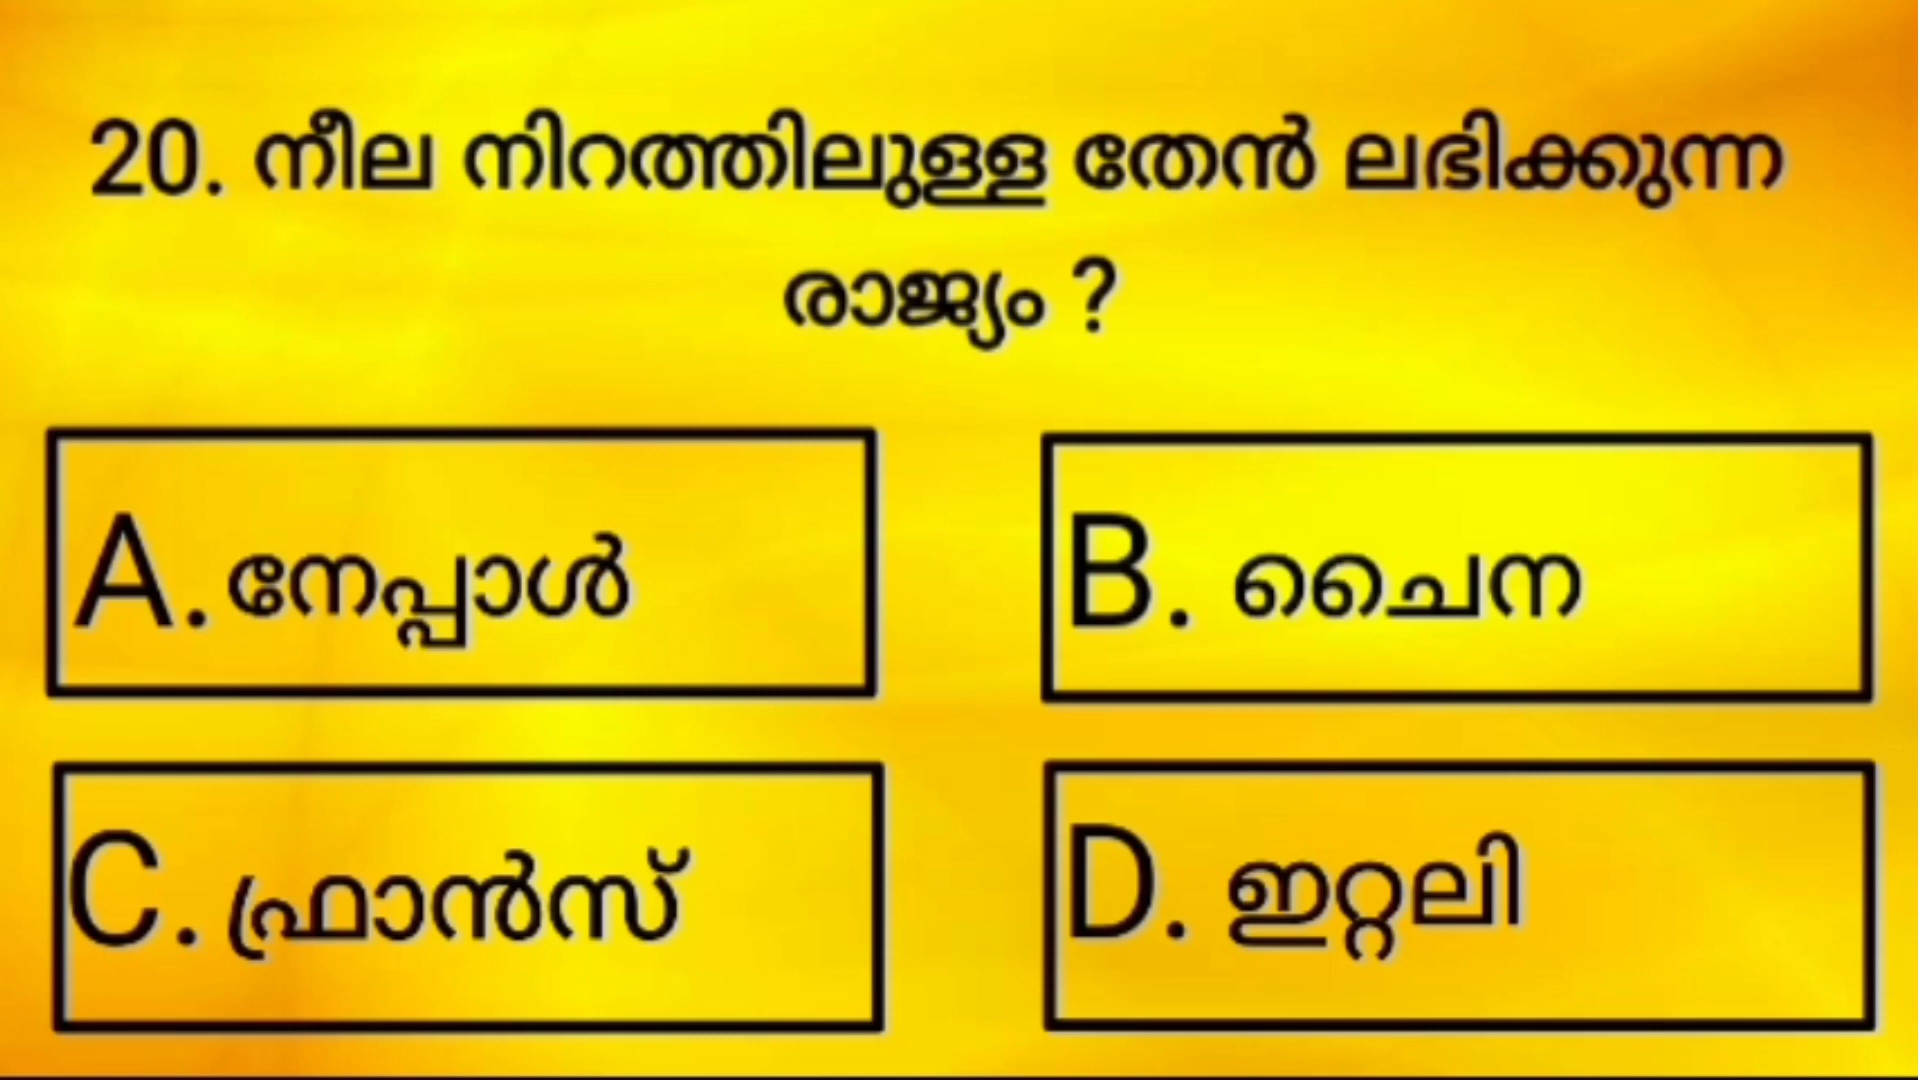 20. നീല നിറത്തിലുള്ള തേൻ ലഭിക്കുന്ന
രാജ്യം ?
A. നേപ്പാൾ
B. ചൈന
C. ഫ്രാൻസ്
D. ഇറ്റലി